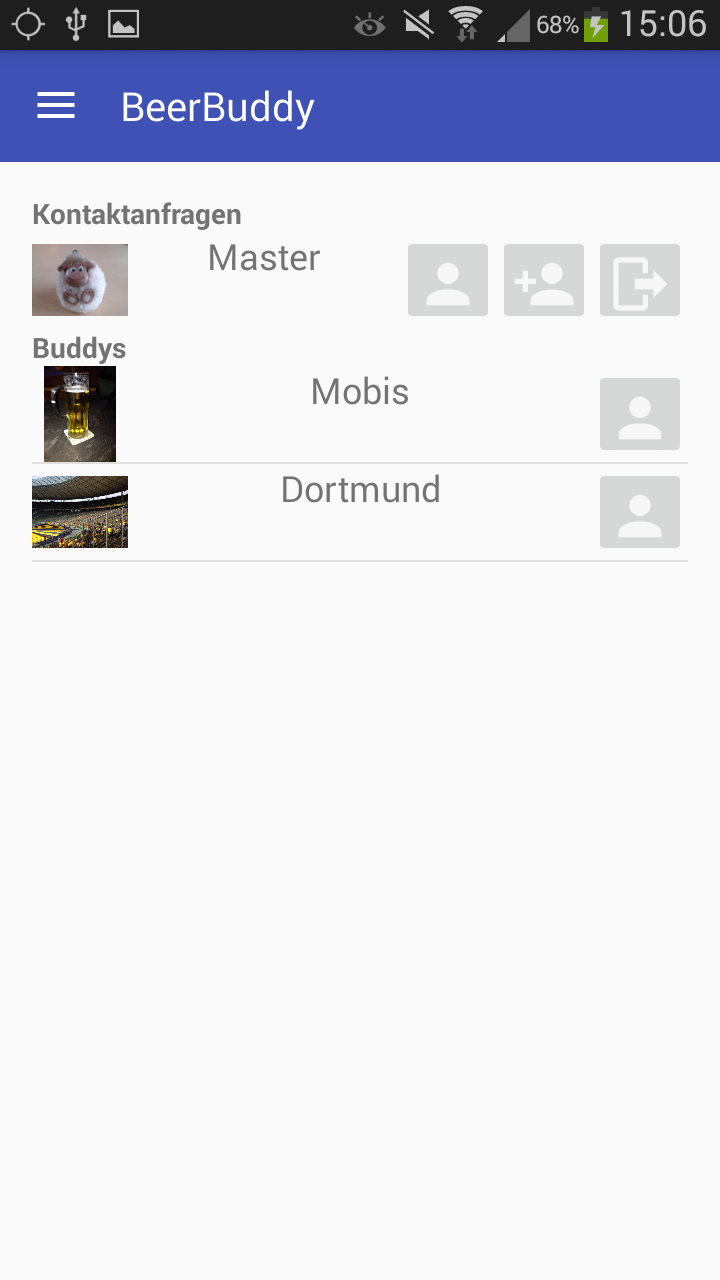 68% 15:06
BeerBuddy
Kontaktanfragen
Master
Buddys
Mobis
Dortmund